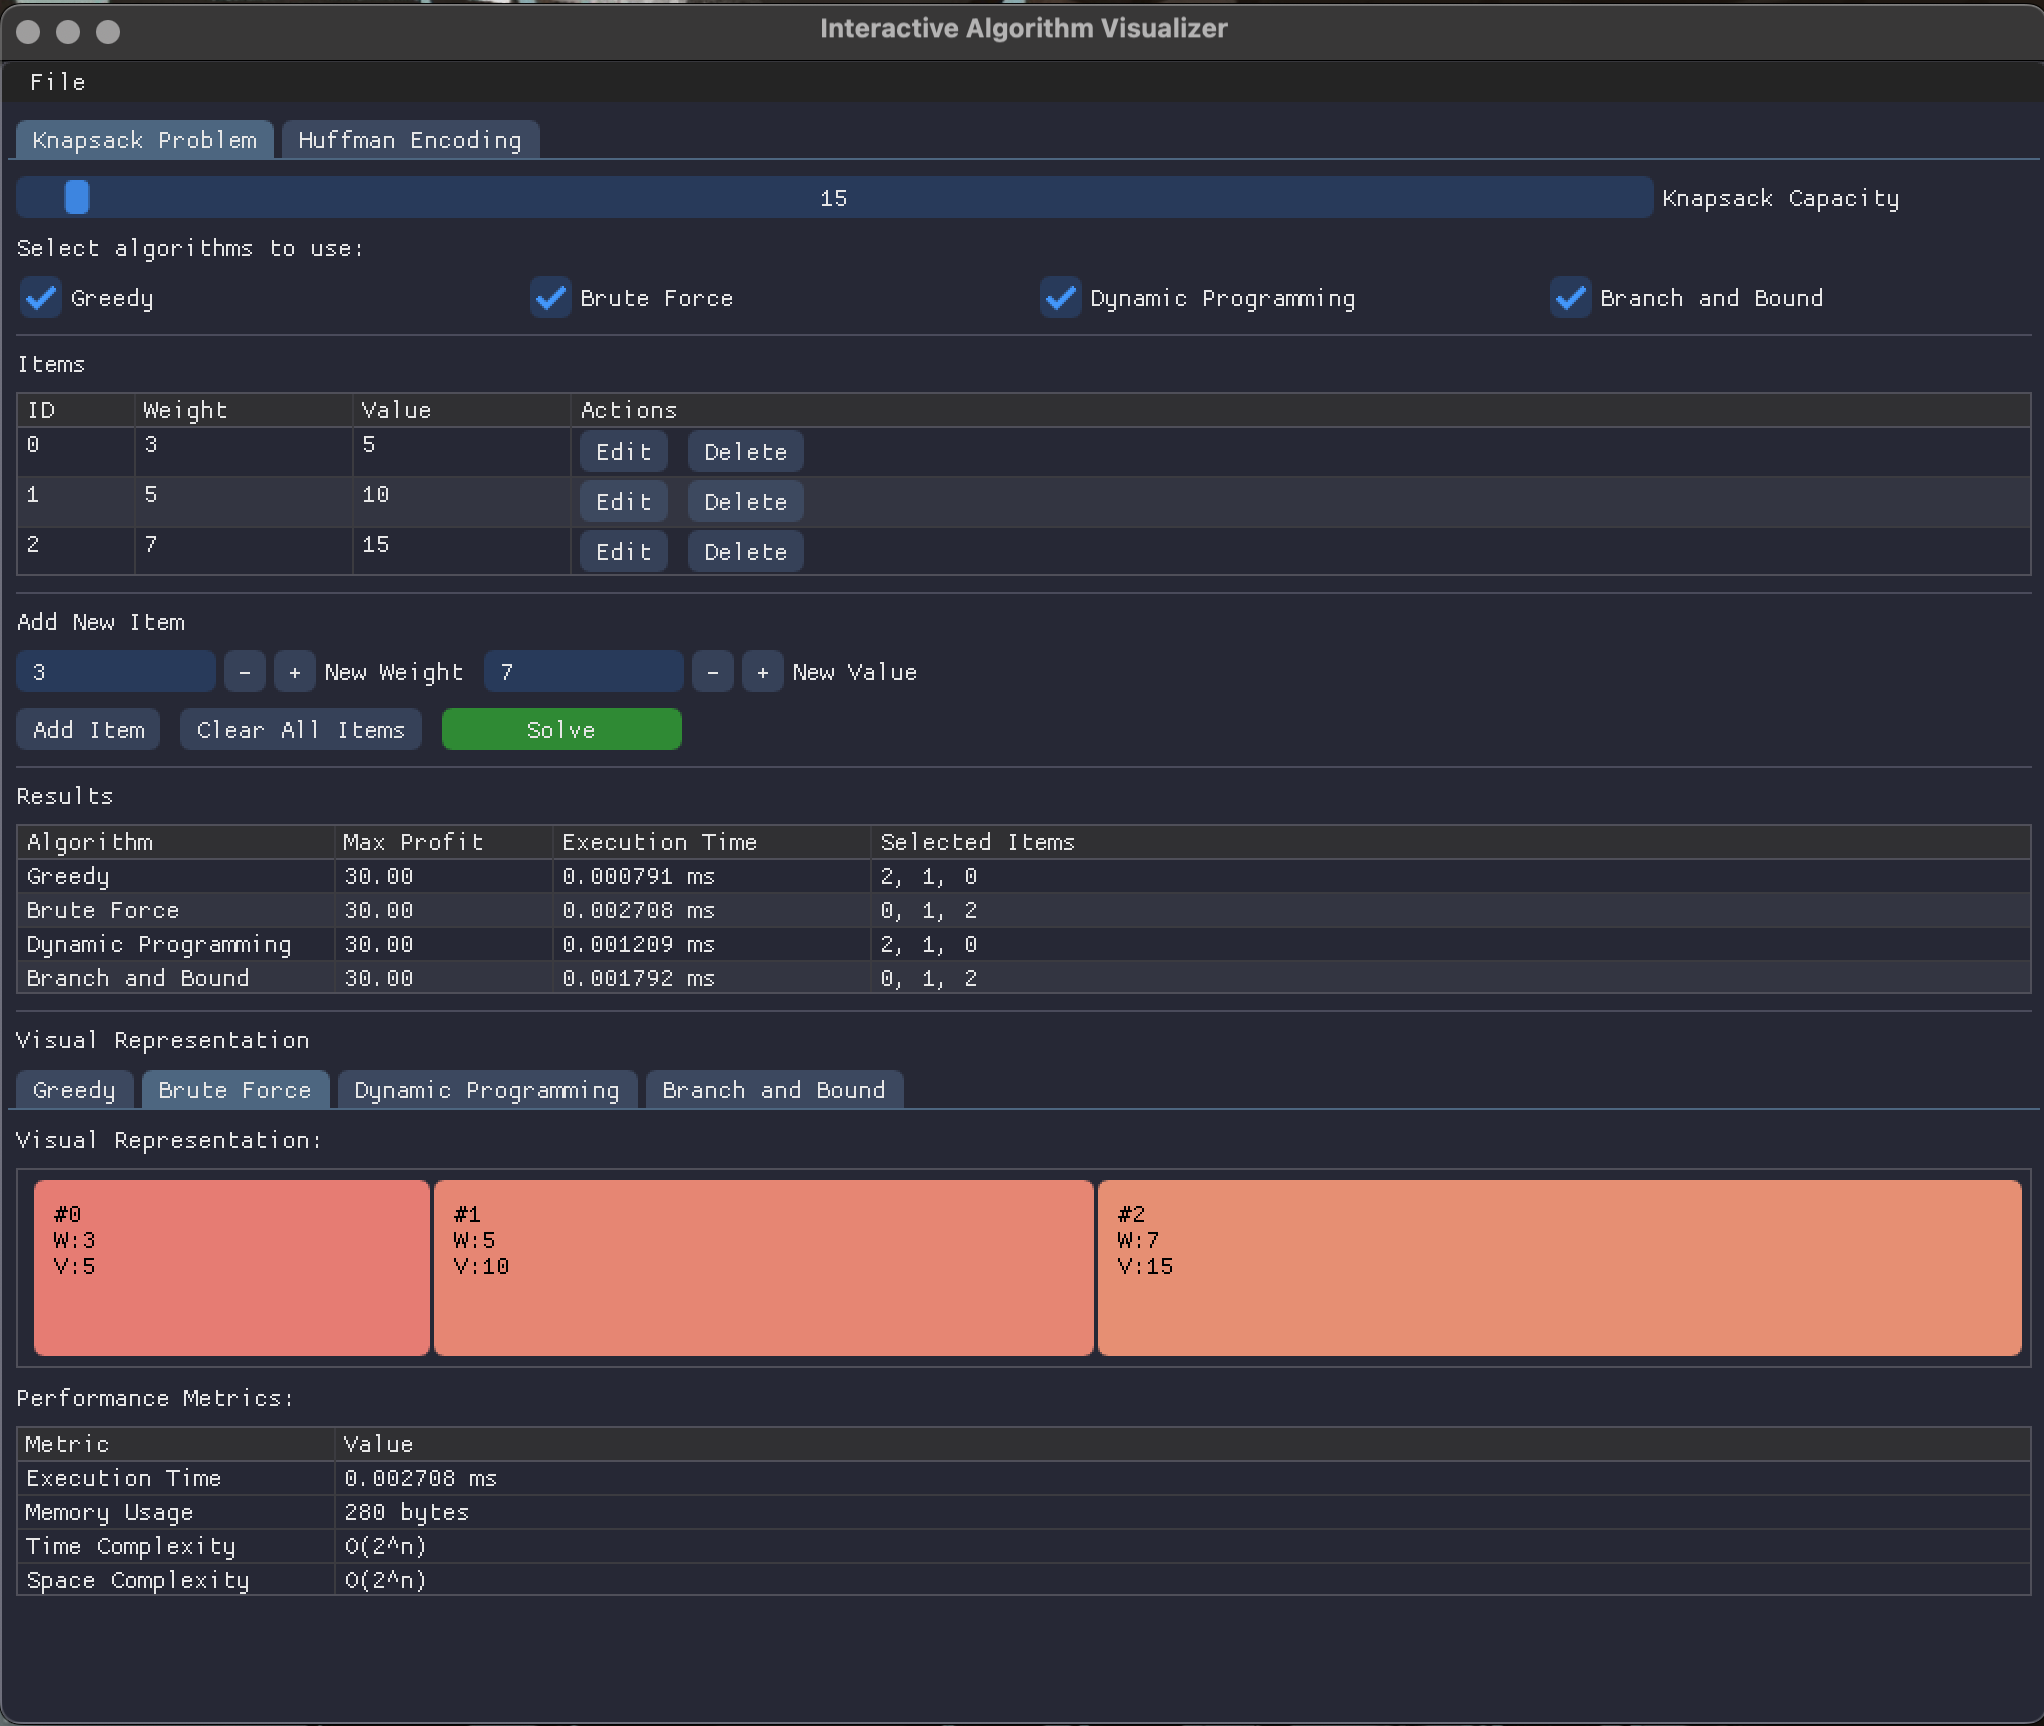 Interactive Algorithm Visualizer
File
Knapsack Problem Huffman Encoding
15 Knapsack Capacity
Select algorithms to use:
Greedy Brute Force Dynamic Programming Branch and Bound
Items
ID Weight Value Actions
0 3 5 Edit Delete
1 5 10 Edit Delete
2 7 15 Edit Delete
Add New Item
3 - + New Weight 7 - + New Value
Add Item Clear All Items Solve
Results
Algorithm Max Profit Execution Time Selected Items
Greedy 30.00 0.000791 ms 2, 1, 0
Brute Force 30.00 0.002708 ms 0, 1, 2
Dynamic Programming 30.00 0.001209 ms 2, 1, 0
Branch and Bound 30.00 0.001792 ms 0, 1, 2
Visual Representation
Greedy Brute Force Dynamic Programming Branch and Bound
Visual Representation:
#0 #1 #2
W:3 W:5 W:7
V:5 V:10 V:15
Performance Metrics:
Metric Value
Execution Time 0.002708 ms
Memory Usage 280 bytes
Time Complexity O(2^n)
Space Complexity O(2^n)